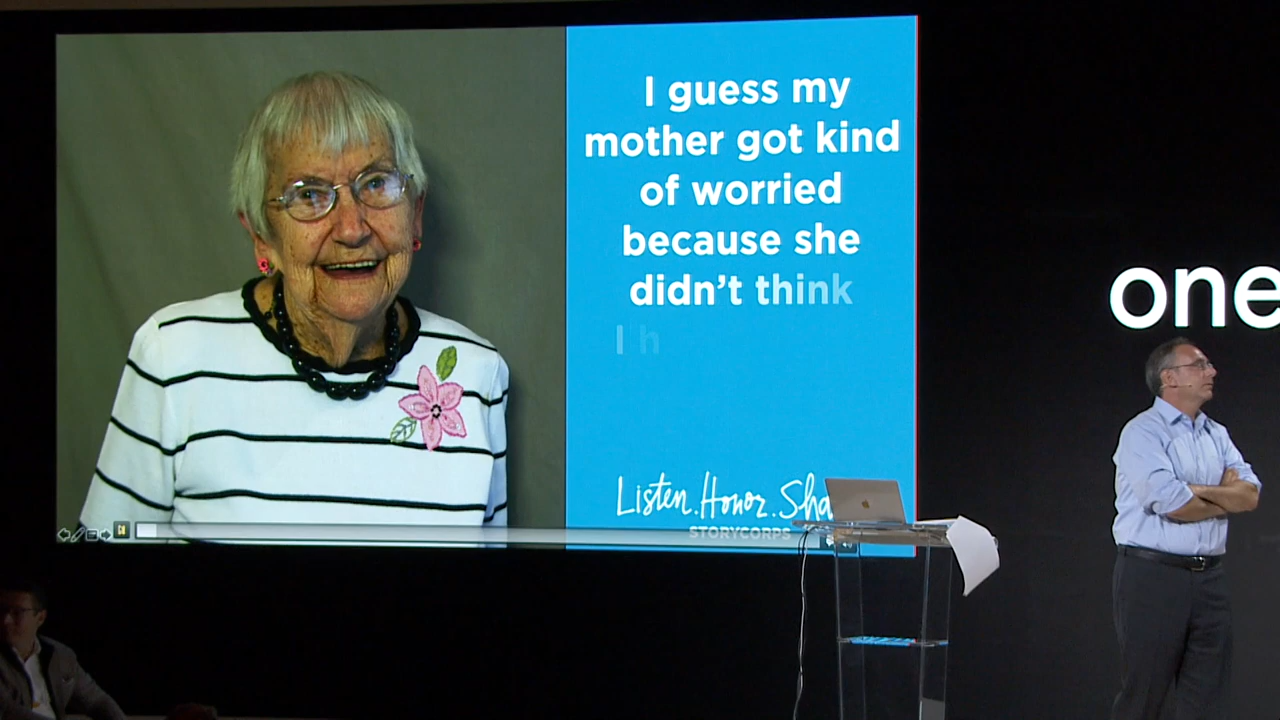 I guess my
mother got kind
of worried
because she
didn't think
I h
Listen.Honor.Sha
STORYCORPS
one